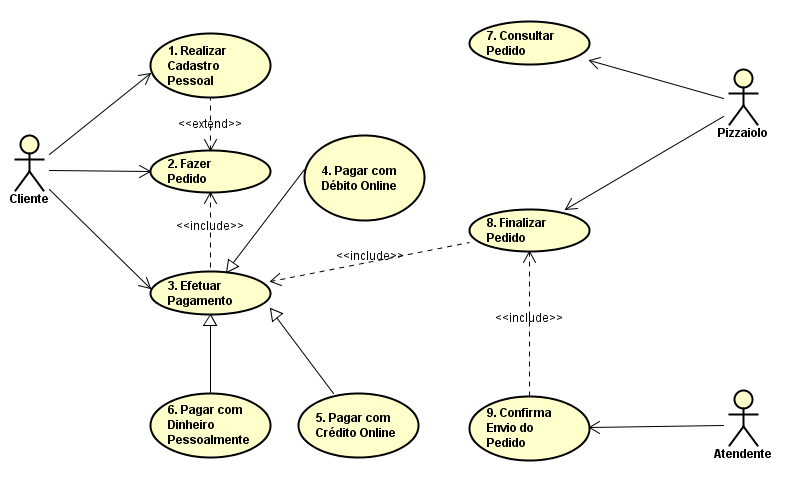 1. Realizar
Cadastro
Pessoal
7. Consultar
Pedido
<<extend>>
Pizzaiolo
2. Fazer
Pedido
4. Pagar com
Débito Online
Cliente
<<include>>
8. Finalizar
Pedido
<<include>>
3. Efetuar
Pagamento
<<include>>
6. Pagar com
Dinheiro
Pessoalmente
5. Pagar com
Crédito Online
9. Confirma
Envio do
Pedido
Atendente